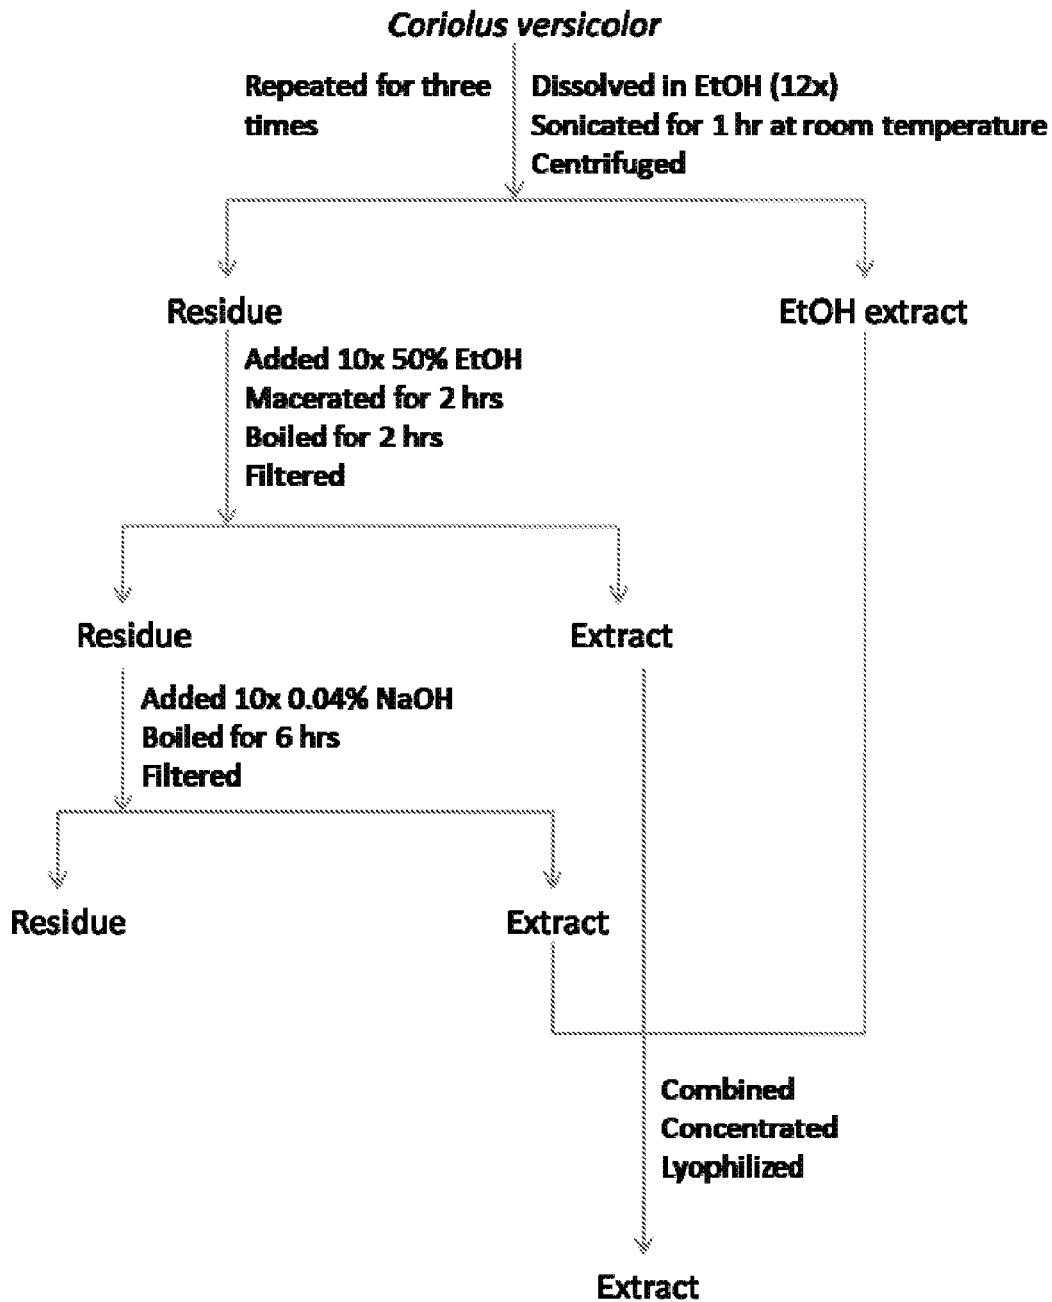 Coriolus versicolor
Repeated for three
times
Dissolved in EtOH (12x)
Sonicated for 1 hr at room temperature
Centrifuged
Residue
EtOH extract
Added 10x 50% EtOH
Macerated for 2 hrs
Boiled for 2 hrs
Filtered
Residue
Extract
Added 10x 0.04% NaOH
Boiled for 6 hrs
Filtered
Residue
Extract
Combined
Concentrated
Lyophilized
Extract